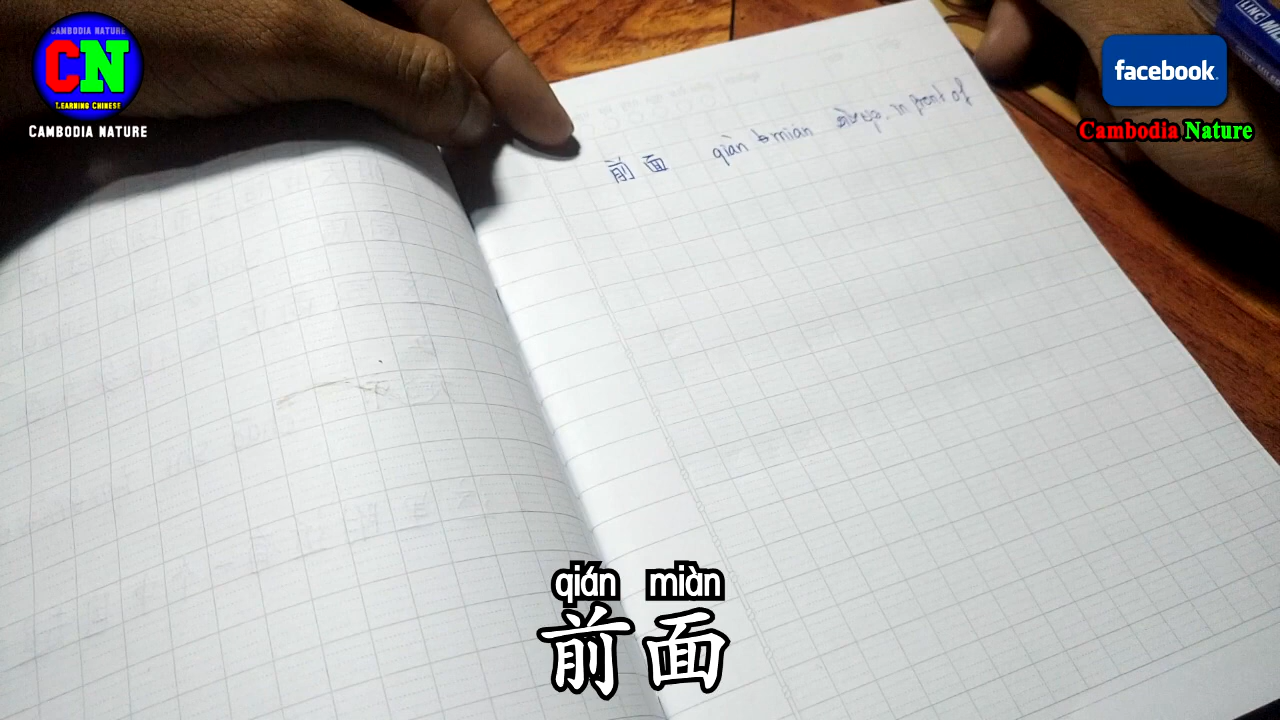 CAMBODIA NATURE
CN
LEARNING CHINESE
CAMBODIA NATURE
facebook
Cambodia Nature
前面 qián mian in front of
qián miàn
前面